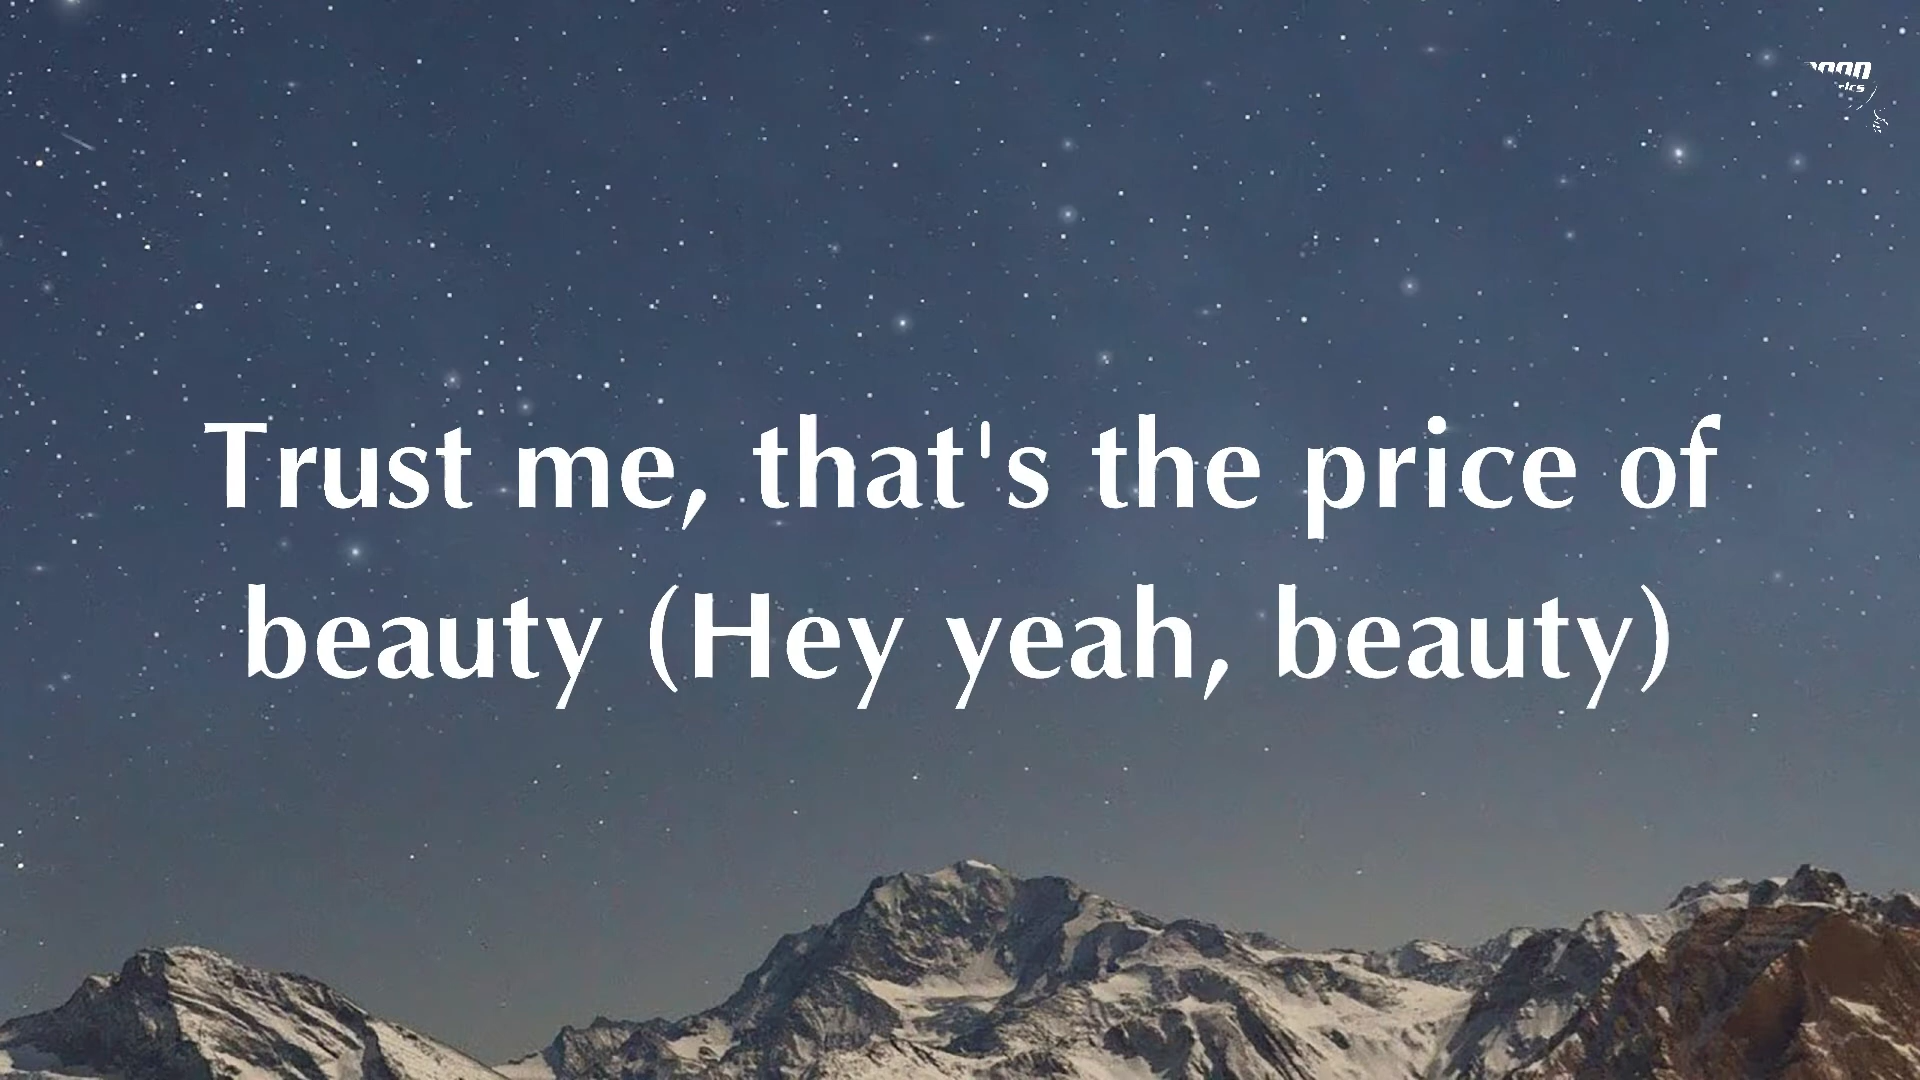 Trust me, that's the price of
beauty (Hey yeah, beauty)